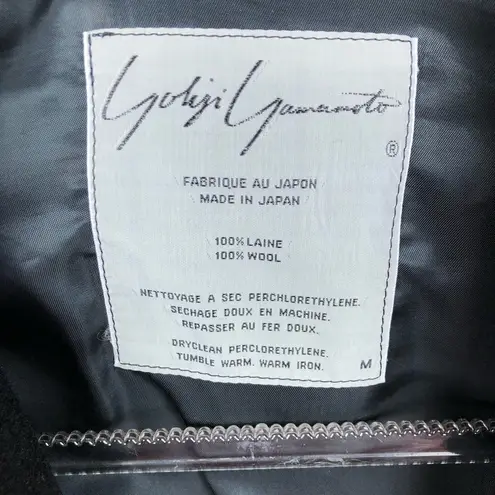 Yohji Yamamoto
®
FABRIQUE AU JAPON
MADE IN JAPAN
100% LAINE
100% WOOL
NETTOYAGE A SEC PERCHLORETHYLENE.
SECHAGE DOUX EN MACHINE.
REPASSER AU FER DOUX.
DRYCLEAN PERCLORETHYLENE.
TUMBLE WARM. WARM IRON.
M